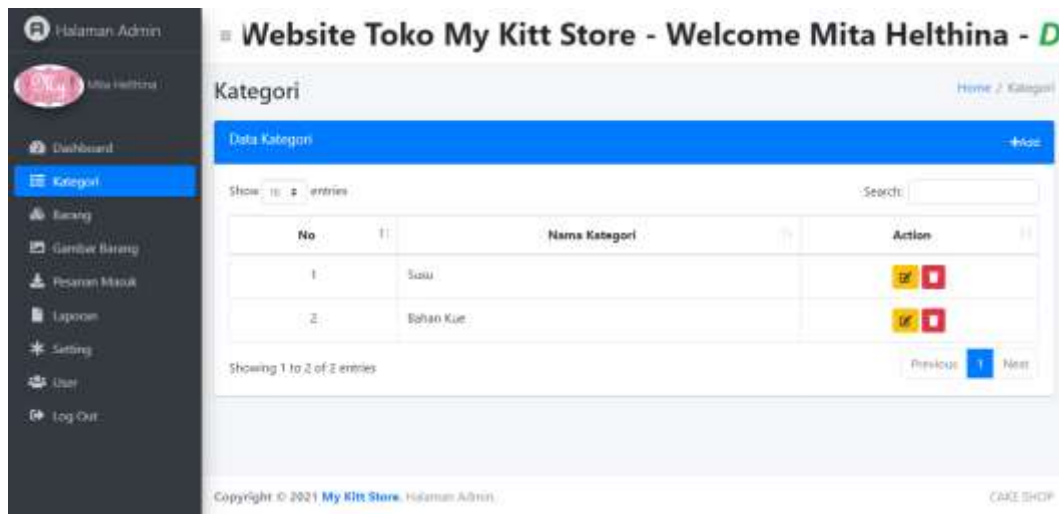 Halaman Admin
Website Toko My Kitt Store - Welcome Mita Helthina - D
My
Mita Helthina
Kategori
Home / Kategori
Dashboard
Kategori
Barang
Gambar Barang
Pesanan Masuk
Laporan
Setting
User
Log Out
Data Kategori
+Add
Show 10 entries
Search:
No Nama Kategori Action
1 Susu
2 Bahan Kue
Showing 1 to 2 of 2 entries
Previous 1 Next
Copyright © 2021 My Kitt Store. Halaman Admin
CAKE SHOP